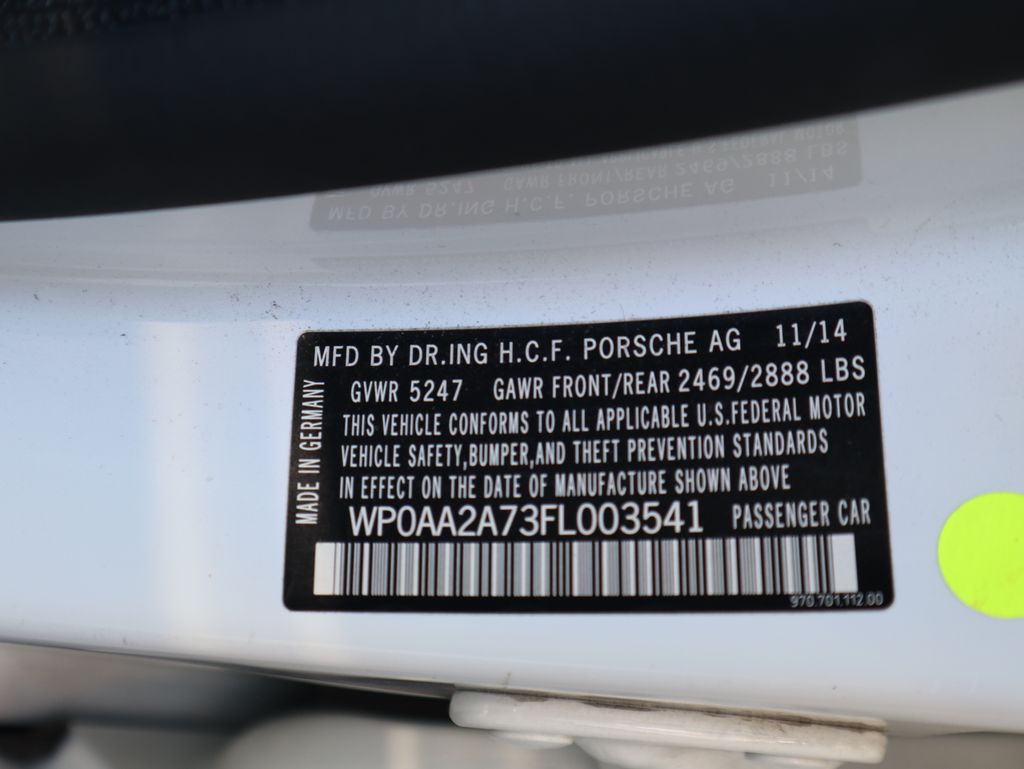 MFD BY DR.ING H.C.F. PORSCHE AG 11/14
GVWR 5247 GAWR FRONT/REAR 2469/2888 LBS
THIS VEHICLE CONFORMS TO ALL APPLICABLE U.S.FEDERAL MOTOR
VEHICLE SAFETY,BUMPER,AND THEFT PREVENTION STANDARDS
IN EFFECT ON THE DATE OF MANUFACTURE SHOWN ABOVE
WP0AA2A73FL003541 PASSENGER CAR
970.701.112.00
MADE IN GERMANY